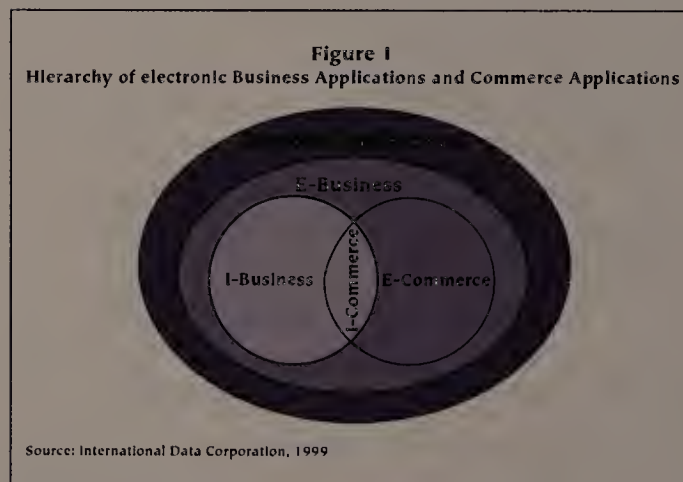 Figure 1
Hierarchy of electronic Business Applications and Commerce Applications
E-Business
I-Business
I-Commerce
E-Commerce
Source: International Data Corporation, 1999